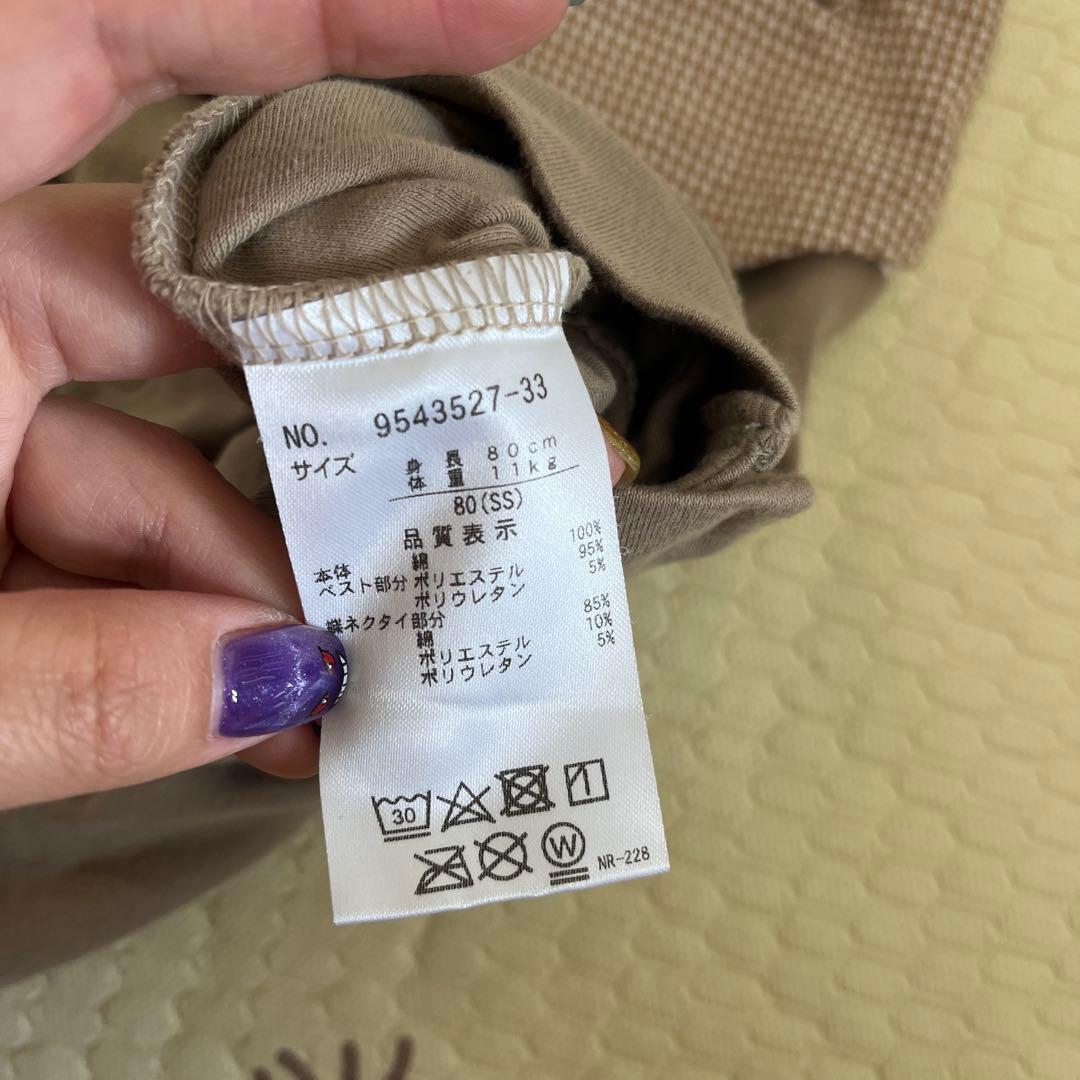 NO. 9543527-33
サイズ 身長 80cm
体重 11kg
80(SS)
品質表示
本体 綿 100%
ベスト部分 ポリエステル 95%
ポリウレタン 5%
蝶ネクタイ部分
綿 85%
ポリエステル 10%
ポリウレタン 5%
30
W
NR-228